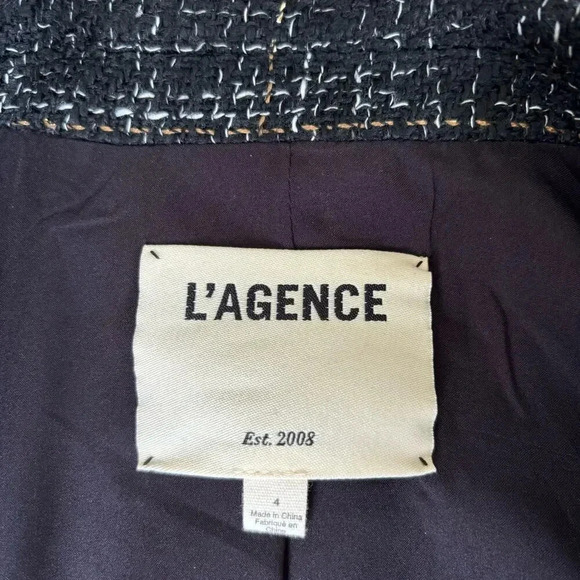 L'AGENCE
Est. 2008
4
Made in China
Fabriqué en
Chine